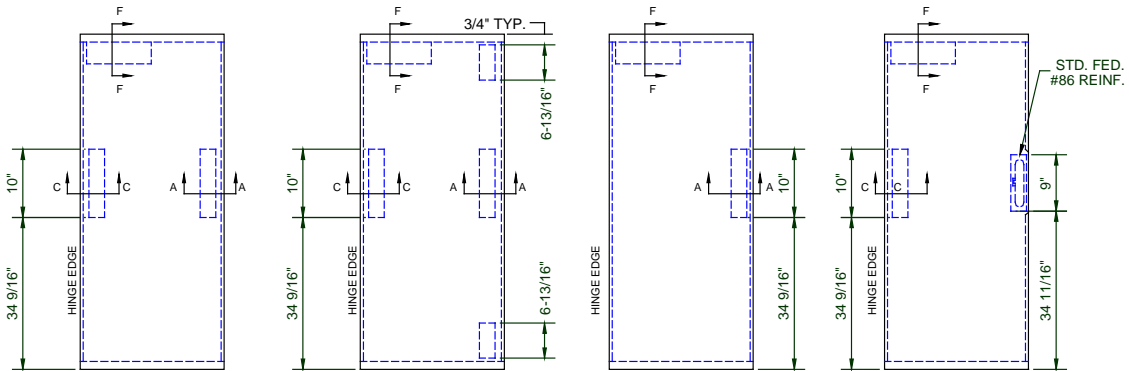 F
F
10"
C
C
A
A
34 9/16"
HINGE EDGE
F
F
3/4" TYP.
6-13/16"
10"
C
C
A
A
34 9/16"
HINGE EDGE
6-13/16"
F
F
A
A
10"
HINGE EDGE
34 9/16"
F
F
STD. FED.
#86 REINF.
10"
C
C
9"
34 9/16"
HINGE EDGE
34 11/16"